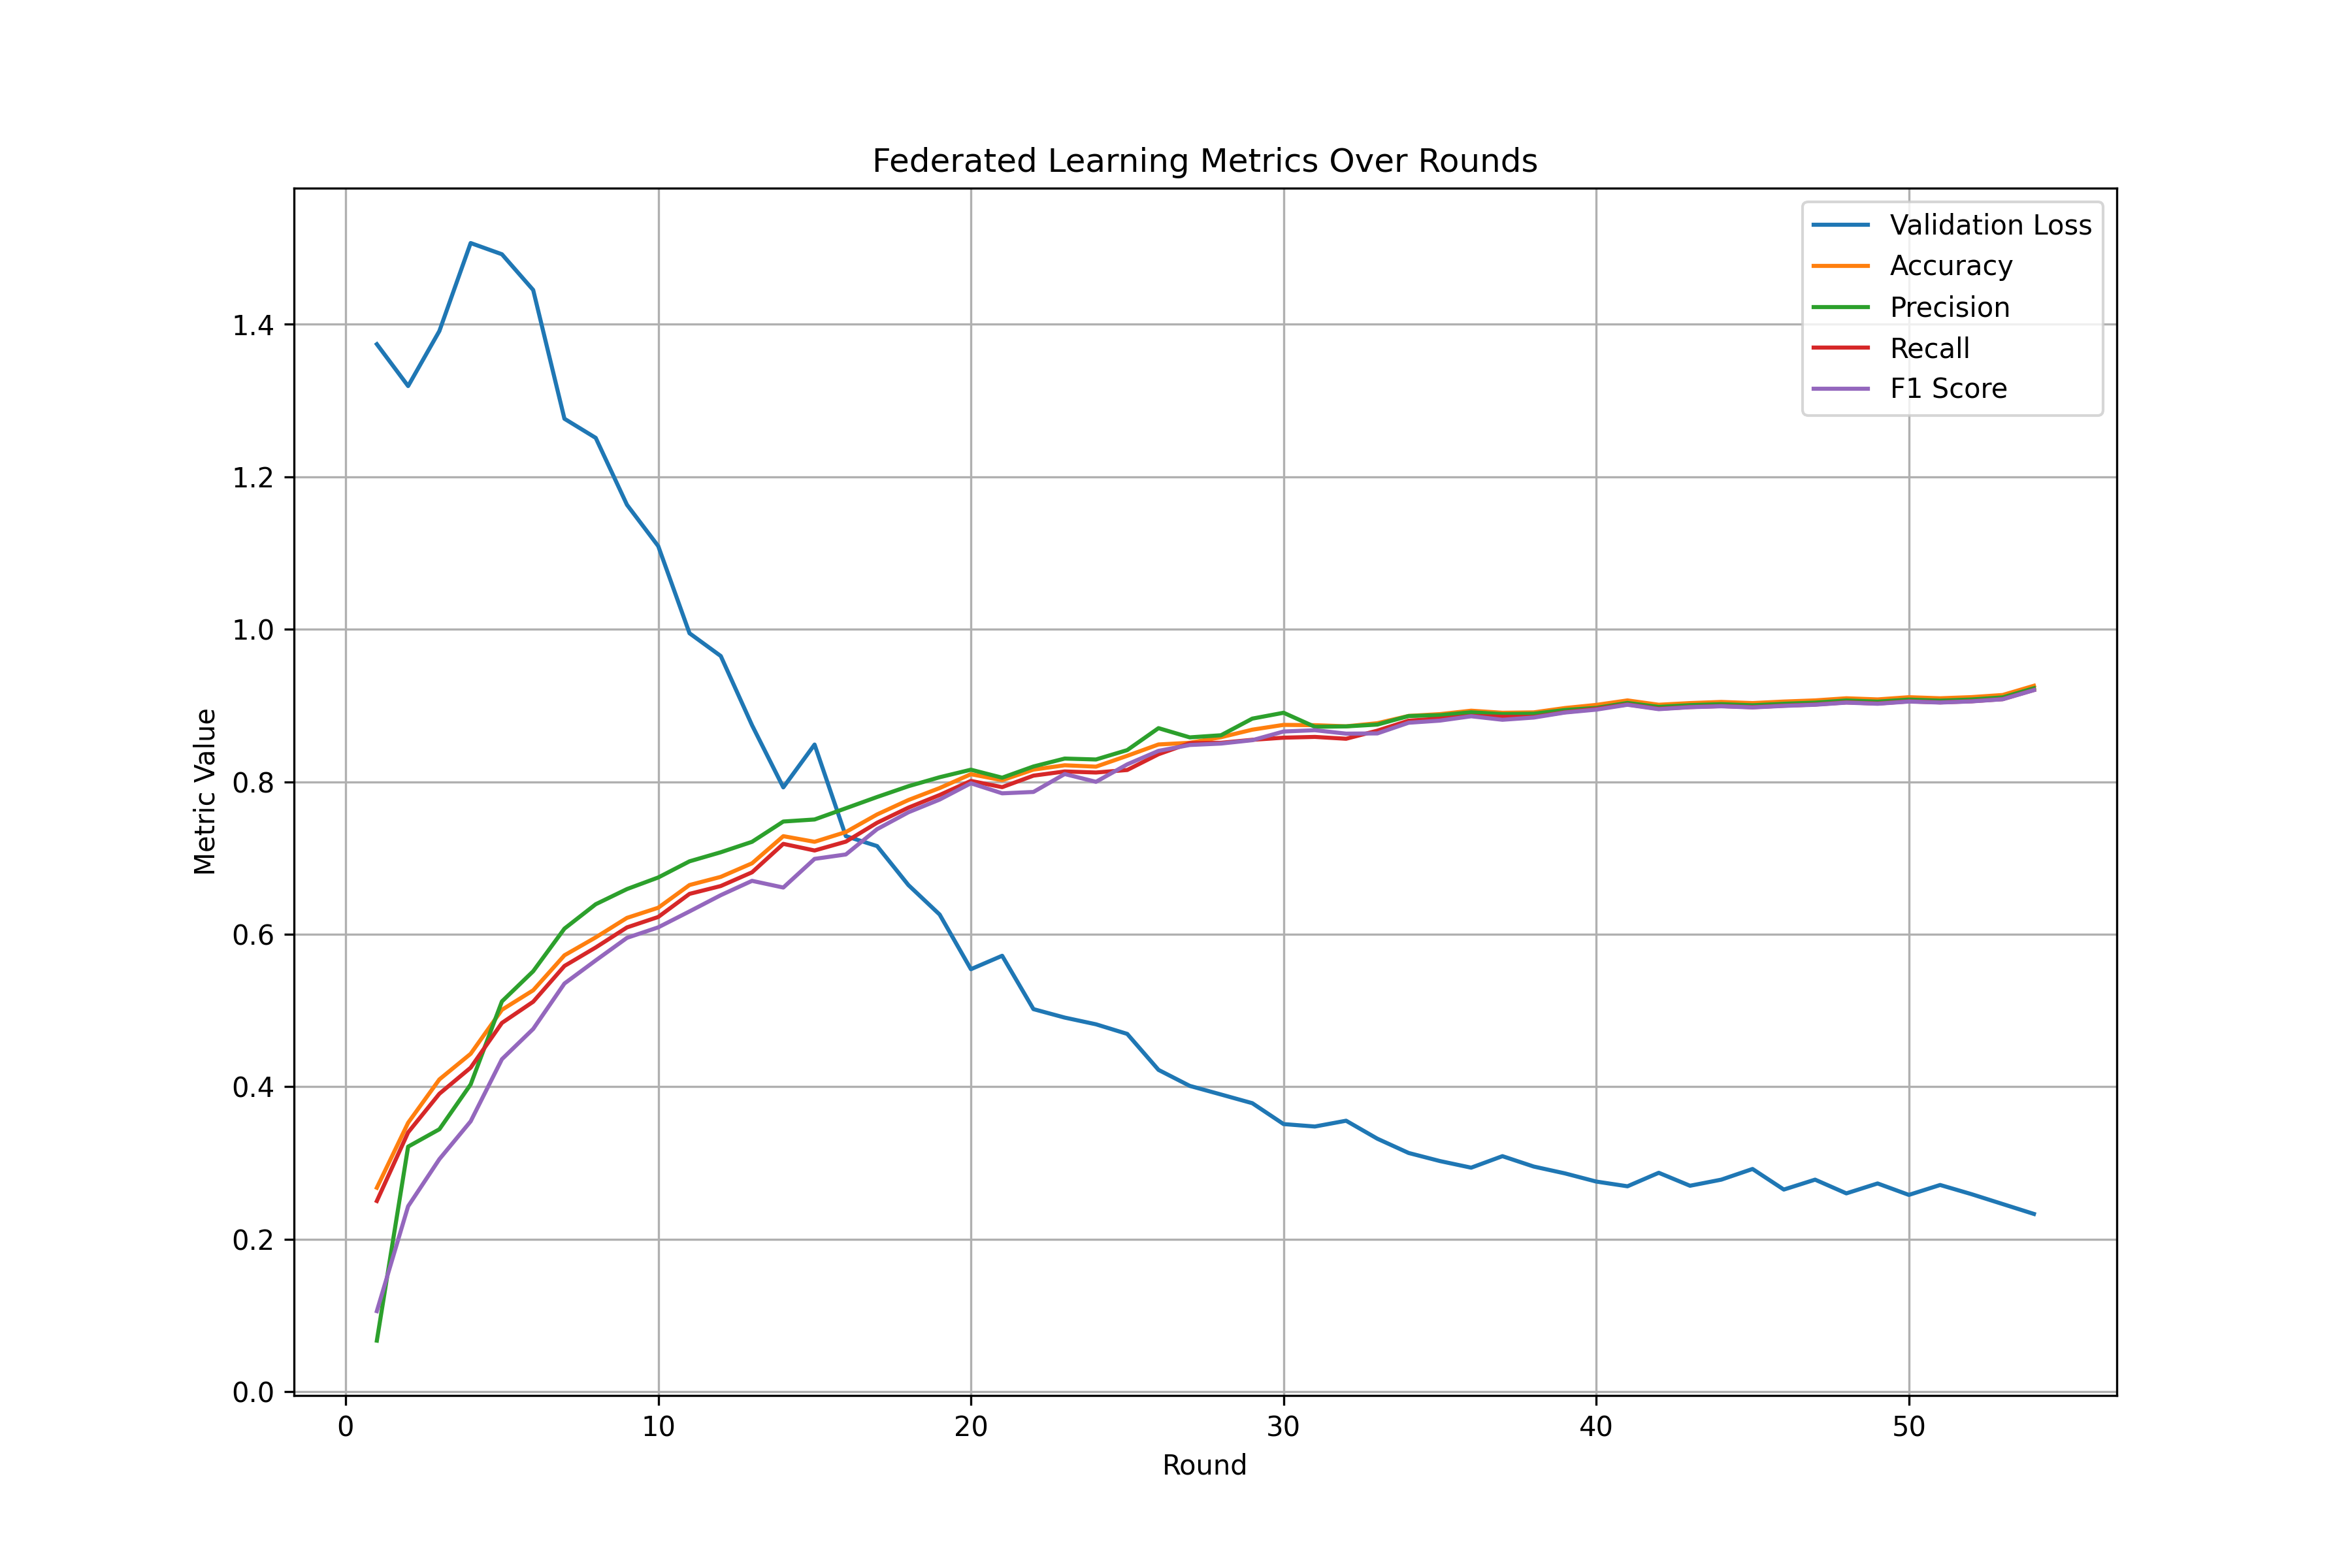 Federated Learning Metrics Over Rounds
Validation Loss
Accuracy
Precision
Recall
F1 Score
Metric Value
1.4
1.2
1.0
0.8
0.6
0.4
0.2
0.0
0 10 20 30 40 50
Round